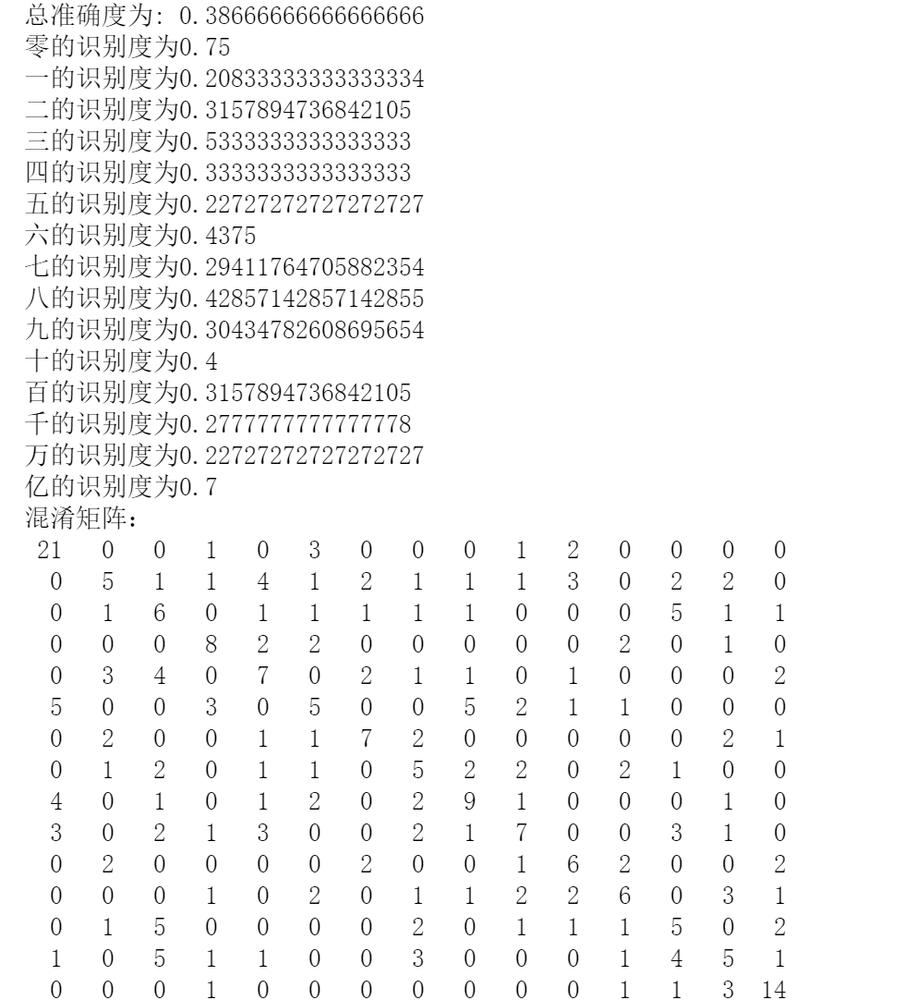 总准确度为: 0.38666666666666666
零的识别度为0.75
一的识别度为0.20833333333333334
二的识别度为0.3157894736842105
三的识别度为0.5333333333333333
四的识别度为0.3333333333333333
五的识别度为0.22727272727272727
六的识别度为0.4375
七的识别度为0.29411764705882354
八的识别度为0.42857142857142855
九的识别度为0.30434782608695654
十的识别度为0.4
百的识别度为0.3157894736842105
千的识别度为0.2777777777777778
万的识别度为0.22727272727272727
亿的识别度为0.7
混淆矩阵：
21 0 0 1 0 3 0 0 0 1 2 0 0 0 0
0 5 1 1 4 1 2 1 1 1 3 0 2 2 0
0 1 6 0 1 1 1 1 1 0 0 0 5 1 1
0 0 0 8 2 2 0 0 0 0 0 2 0 1 0
0 3 4 0 7 0 2 1 1 0 1 0 0 0 2
5 0 0 3 0 5 0 0 5 2 1 1 0 0 0
0 2 0 0 1 1 7 2 0 0 0 0 0 2 1
0 1 2 0 1 1 0 5 2 2 0 2 1 0 0
4 0 1 0 1 2 0 2 9 1 0 0 0 1 0
3 0 2 1 3 0 0 2 1 7 0 0 3 1 0
0 2 0 0 0 0 2 0 0 1 6 2 0 0 2
0 0 0 1 0 2 0 1 1 2 2 6 0 3 1
0 1 5 0 0 0 0 2 0 1 1 1 5 0 2
1 0 5 1 1 0 0 3 0 0 0 1 4 5 1
0 0 0 1 0 0 0 0 0 0 0 1 1 3 14